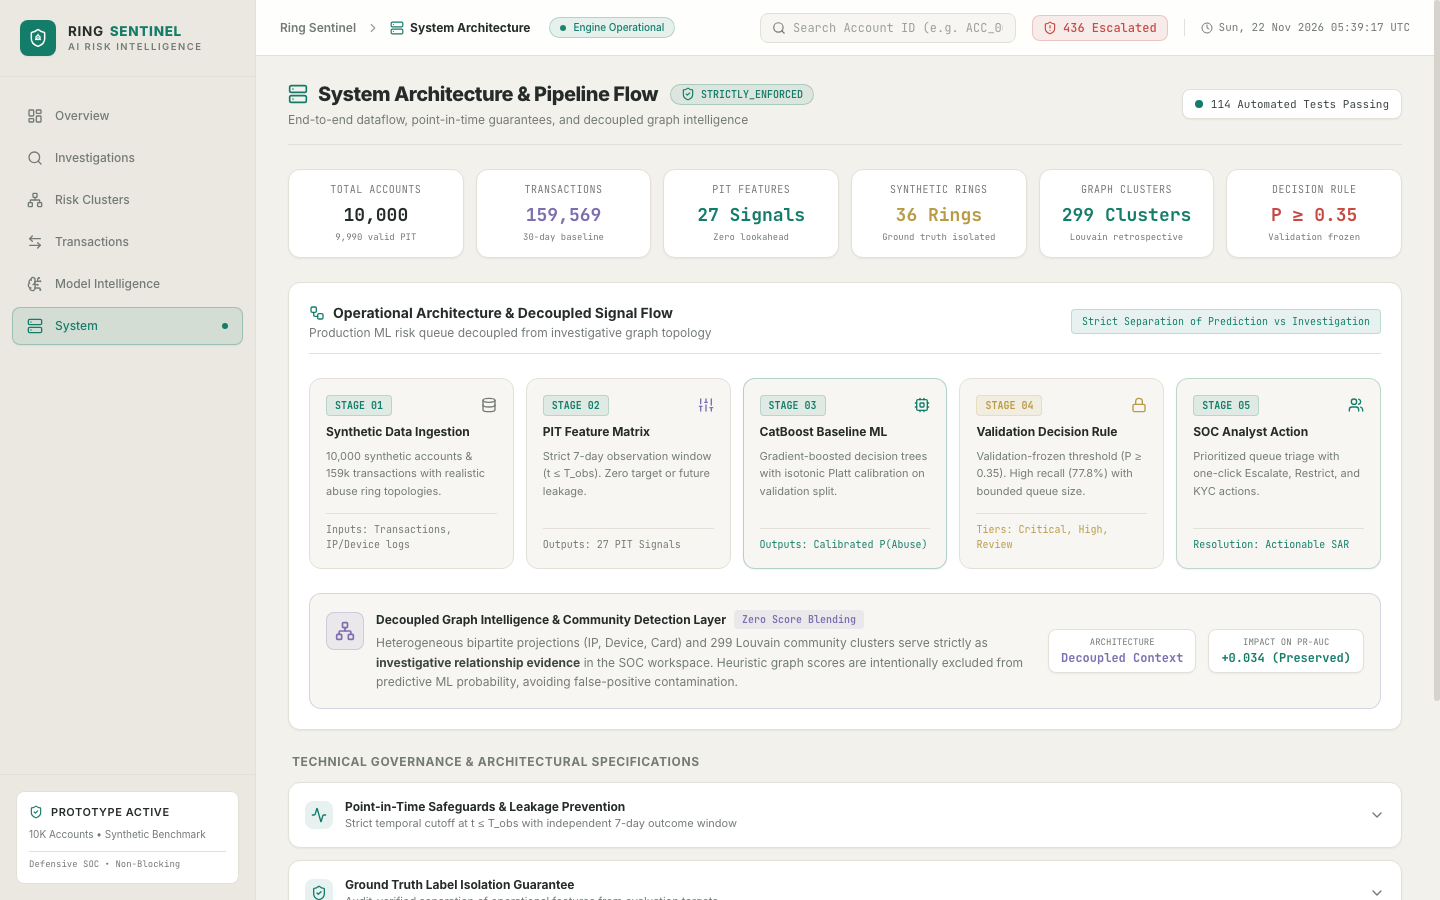 RING SENTINEL
AI RISK INTELLIGENCE
Overview
Investigations
Risk Clusters
Transactions
Model Intelligence
System
PROTOTYPE ACTIVE
10K Accounts • Synthetic Benchmark
Defensive SOC • Non-Blocking
Ring Sentinel > System Architecture
Engine Operational
Search Account ID (e.g. ACC_0
436 Escalated
Sun, 22 Nov 2026 05:39:17 UTC
System Architecture & Pipeline Flow
STRICTLY_ENFORCED
End-to-end dataflow, point-in-time guarantees, and decoupled graph intelligence
114 Automated Tests Passing
TOTAL ACCOUNTS
10,000
9,990 valid PIT
TRANSACTIONS
159,569
30-day baseline
PIT FEATURES
27 Signals
Zero lookahead
SYNTHETIC RINGS
36 Rings
Ground truth isolated
GRAPH CLUSTERS
299 Clusters
Louvain retrospective
DECISION RULE
P ≥ 0.35
Validation frozen
Operational Architecture & Decoupled Signal Flow
Production ML risk queue decoupled from investigative graph topology
Strict Separation of Prediction vs Investigation
STAGE 01
Synthetic Data Ingestion
10,000 synthetic accounts &
159k transactions with realistic
abuse ring topologies.
Inputs: Transactions,
IP/Device logs
STAGE 02
PIT Feature Matrix
Strict 7-day observation window
(t ≤ T_obs). Zero target or future
leakage.
Outputs: 27 PIT Signals
STAGE 03
CatBoost Baseline ML
Gradient-boosted decision trees
with isotonic Platt calibration on
validation split.
Outputs: Calibrated P(Abuse)
STAGE 04
Validation Decision Rule
Validation-frozen threshold (P ≥
0.35). High recall (77.8%) with
bounded queue size.
Tiers: Critical, High,
Review
STAGE 05
SOC Analyst Action
Prioritized queue triage with
one-click Escalate, Restrict, and
KYC actions.
Resolution: Actionable SAR
Decoupled Graph Intelligence & Community Detection Layer
Zero Score Blending
Heterogeneous bipartite projections (IP, Device, Card) and 299 Louvain community clusters serve strictly as
investigative relationship evidence in the SOC workspace. Heuristic graph scores are intentionally excluded from
predictive ML probability, avoiding false-positive contamination.
ARCHITECTURE
Decoupled Context
IMPACT ON PR-AUC
+0.034 (Preserved)
TECHNICAL GOVERNANCE & ARCHITECTURAL SPECIFICATIONS
Point-in-Time Safeguards & Leakage Prevention
Strict temporal cutoff at t ≤ T_obs with independent 7-day outcome window
Ground Truth Label Isolation Guarantee
Audit-verified separation of operational features from evaluation targets